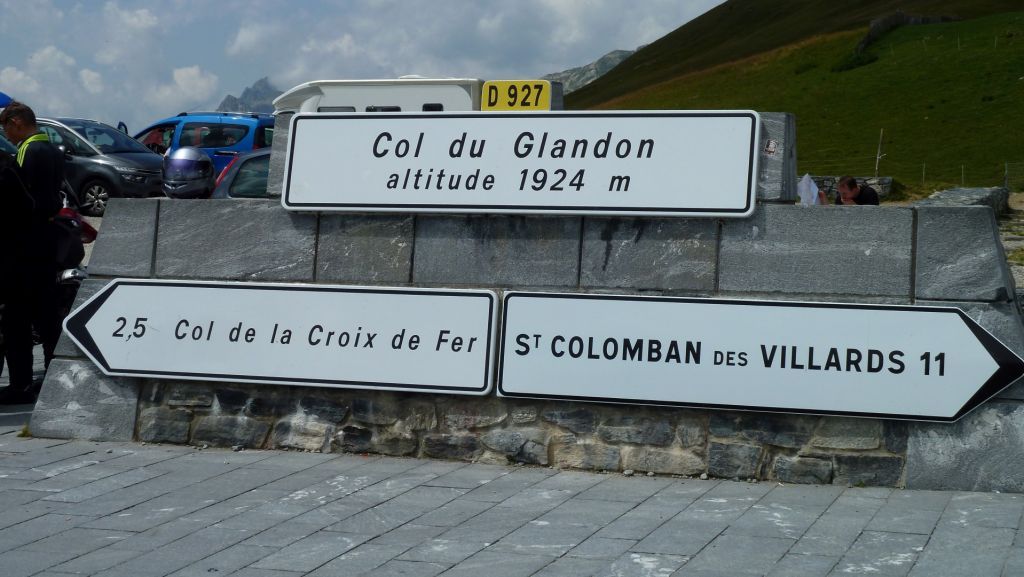 D 927
Col du Glandon
altitude 1924 m
2,5 Col de la Croix de Fer
ST COLOMBAN DES VILLARDS 11